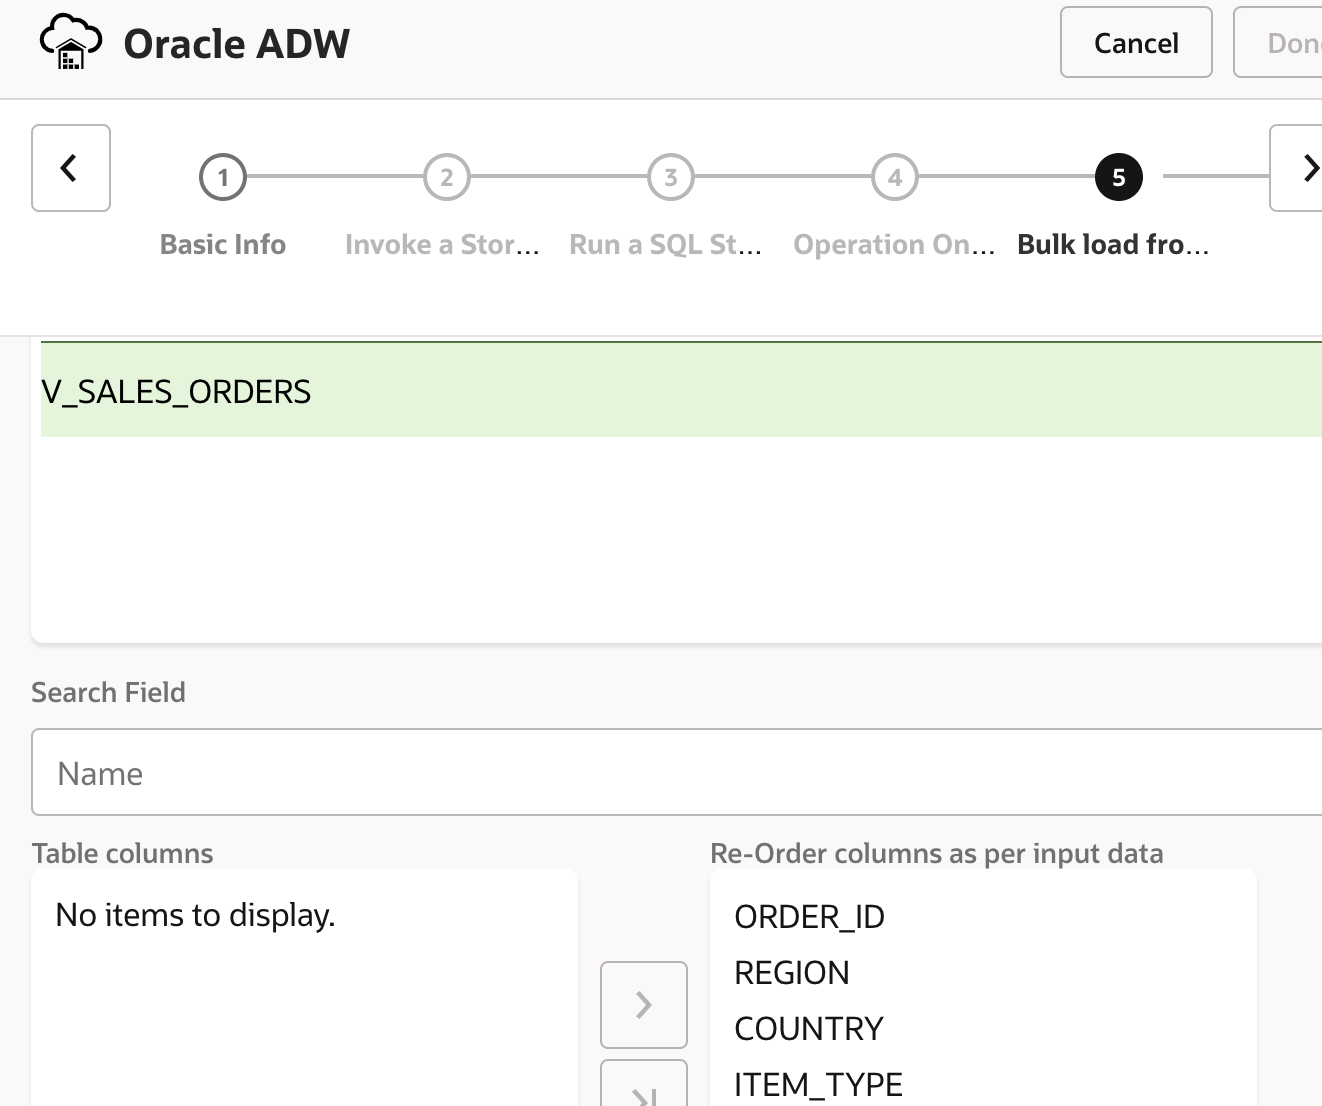 Oracle ADW
Cancel
Don
1
2
3
4
5
Basic Info
Invoke a Stor...
Run a SQL St...
Operation On...
Bulk load fro...
V_SALES_ORDERS
Search Field
Name
Table columns
Re-Order columns as per input data
No items to display.
ORDER_ID
REGION
COUNTRY
ITEM_TYPE